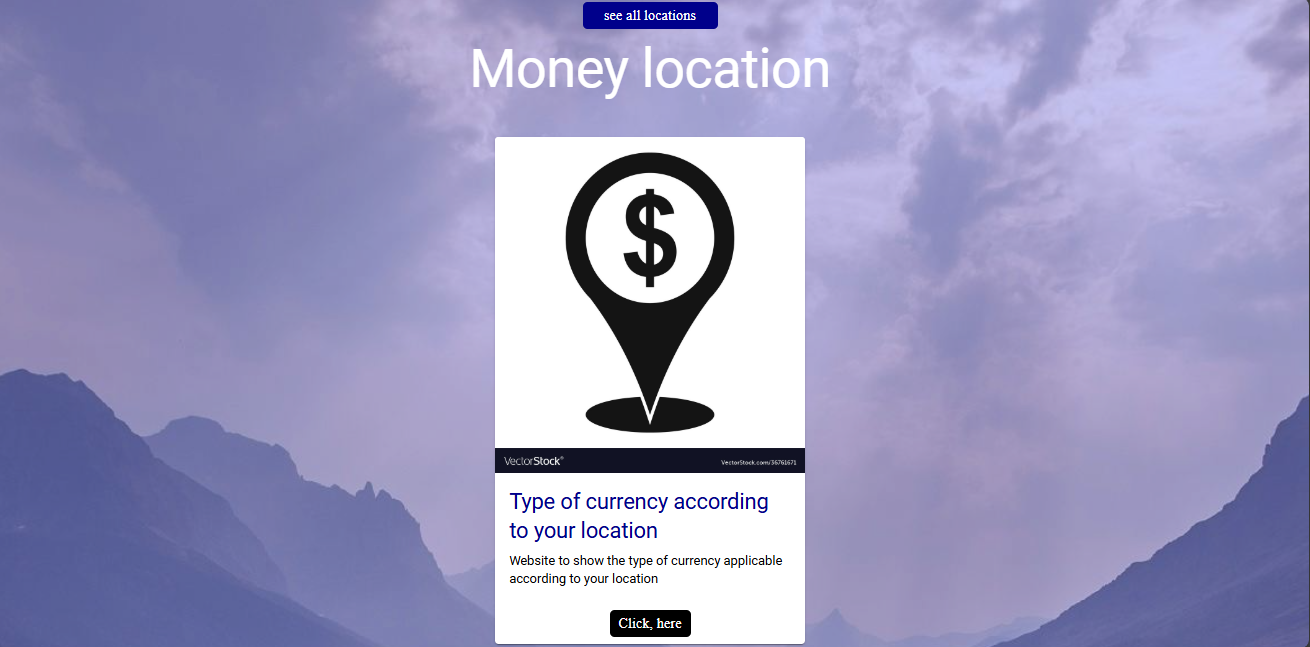 see all locations
Money location
$
VectorStock®
VectorStock.com/36761671
Type of currency according
to your location
Website to show the type of currency applicable
according to your location
Click, here